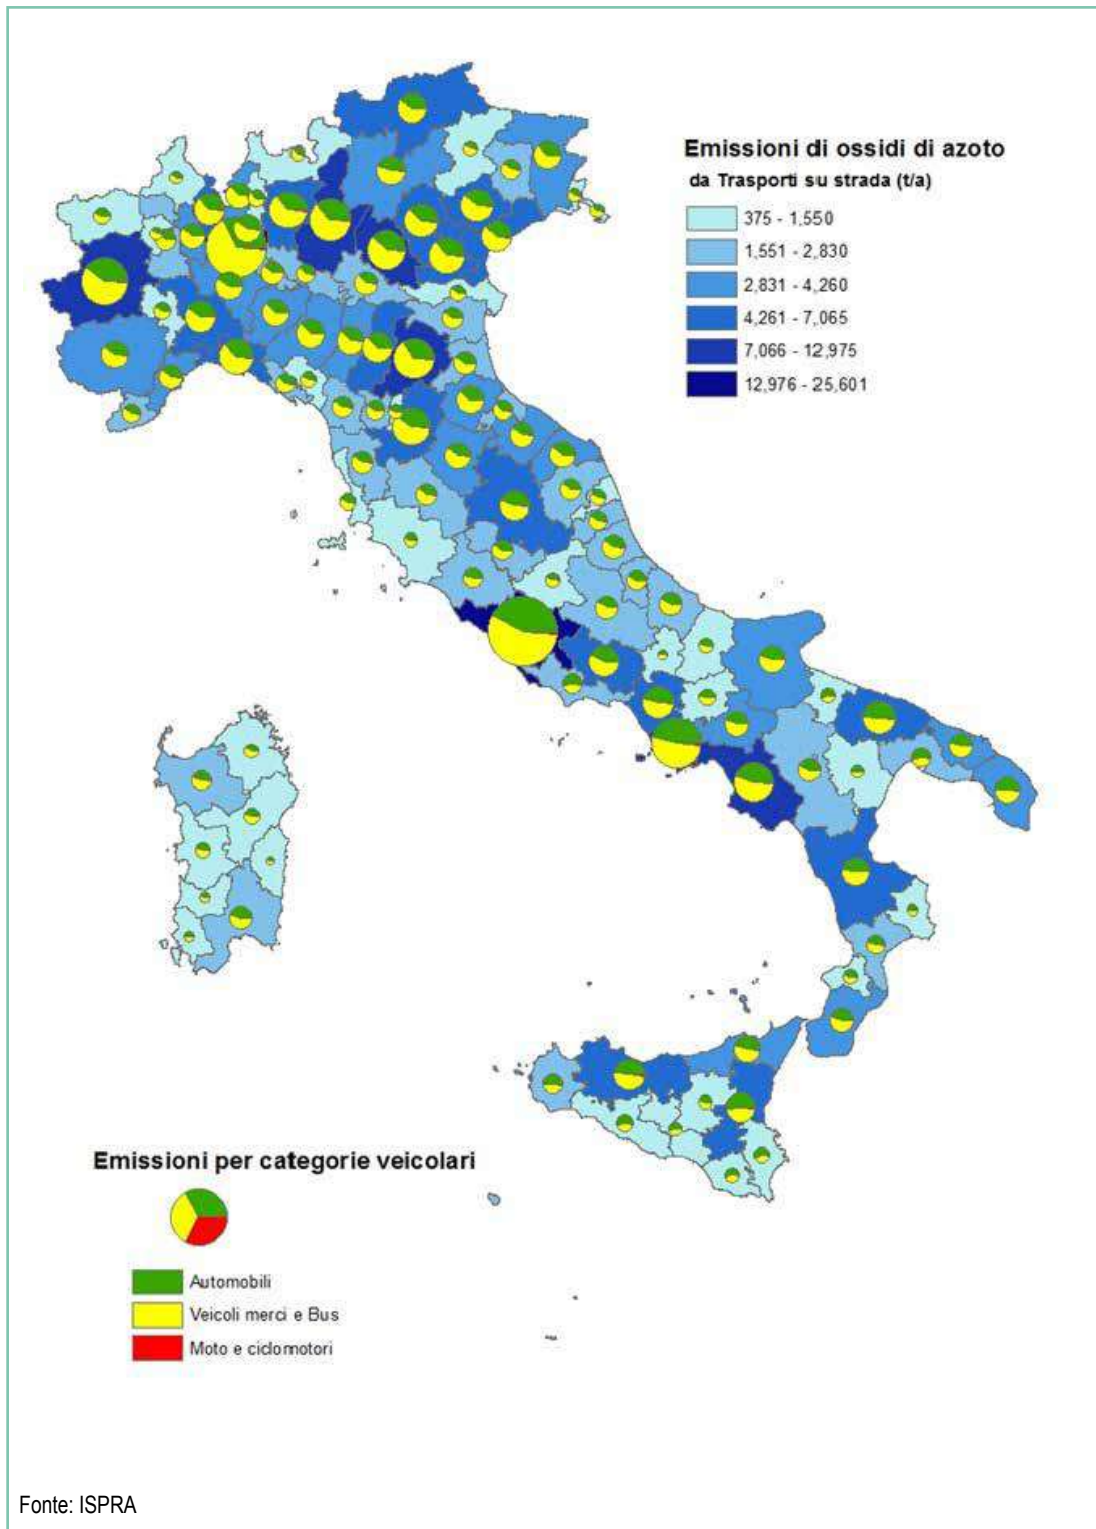 Emissioni di ossidi di azoto
da Trasporti su strada (t/a)
375 - 1,550
1,551 - 2,830
2,831 - 4,260
4,261 - 7,065
7,066 - 12,975
12,976 - 25,601
Emissioni per categorie veicolari
Automobili
Veicoli merci e Bus
Moto e ciclomotori
Fonte: ISPRA